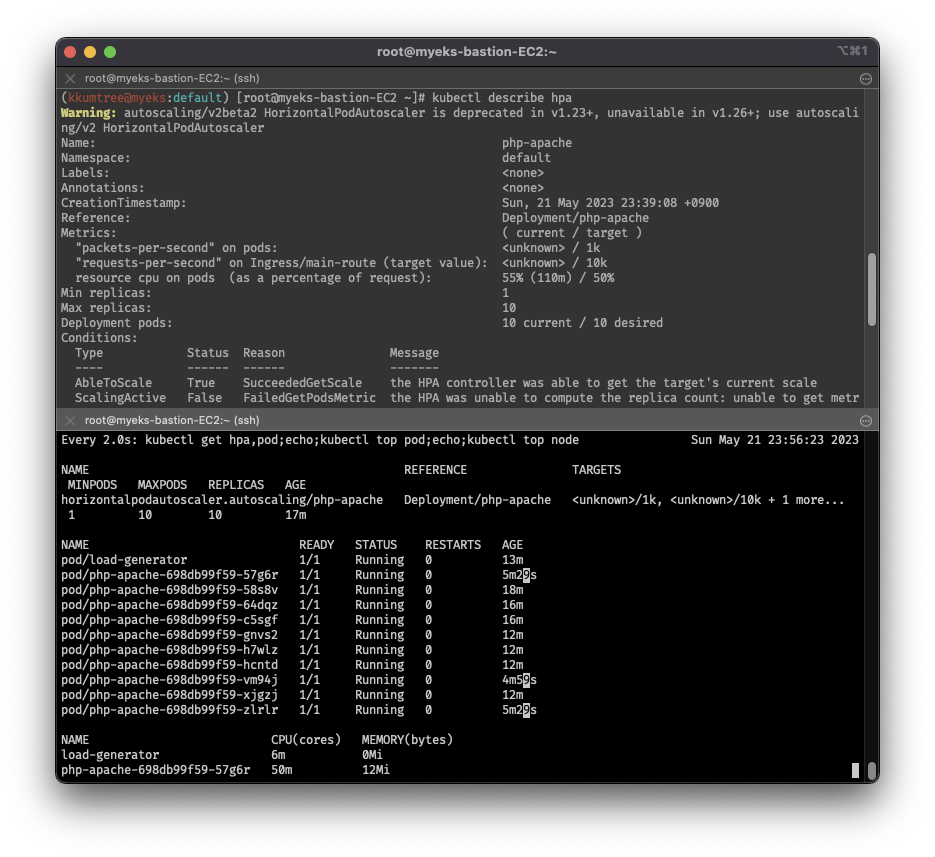 root@myeks-bastion-EC2:~
⌥⌘1
root@myeks-bastion-EC2:~ (ssh)
(kkumtree@myeks:default) [root@myeks-bastion-EC2 ~]# kubectl describe hpa
Warning: autoscaling/v2beta2 HorizontalPodAutoscaler is deprecated in v1.23+, unavailable in v1.26+; use autoscali
ng/v2 HorizontalPodAutoscaler
Name: php-apache
Namespace: default
Labels: <none>
Annotations: <none>
CreationTimestamp: Sun, 21 May 2023 23:39:08 +0900
Reference: Deployment/php-apache
Metrics: ( current / target )
"packets-per-second" on pods: <unknown> / 1k
"requests-per-second" on Ingress/main-route (target value): <unknown> / 10k
resource cpu on pods  (as a percentage of request): 55% (110m) / 50%
Min replicas: 1
Max replicas: 10
Deployment pods: 10 current / 10 desired
Conditions:
Type Status Reason Message
---- ------ ------ -------
AbleToScale True SucceededGetScale the HPA controller was able to get the target's current scale
ScalingActive False FailedGetPodsMetric the HPA was unable to compute the replica count: unable to get metr
root@myeks-bastion-EC2:~ (ssh)
Every 2.0s: kubectl get hpa,pod;echo;kubectl top pod;echo;kubectl top node Sun May 21 23:56:23 2023
NAME REFERENCE TARGETS
MINPODS MAXPODS REPLICAS AGE
horizontalpodautoscaler.autoscaling/php-apache Deployment/php-apache <unknown>/1k, <unknown>/10k + 1 more...
1 10 10 17m
NAME READY STATUS RESTARTS AGE
pod/load-generator 1/1 Running 0 13m
pod/php-apache-698db99f59-57g6r 1/1 Running 0 5m29s
pod/php-apache-698db99f59-58s8v 1/1 Running 0 18m
pod/php-apache-698db99f59-64dqz 1/1 Running 0 16m
pod/php-apache-698db99f59-c5sgf 1/1 Running 0 16m
pod/php-apache-698db99f59-gnvs2 1/1 Running 0 12m
pod/php-apache-698db99f59-h7wlz 1/1 Running 0 12m
pod/php-apache-698db99f59-hcntd 1/1 Running 0 12m
pod/php-apache-698db99f59-vm94j 1/1 Running 0 4m59s
pod/php-apache-698db99f59-xjgzj 1/1 Running 0 12m
pod/php-apache-698db99f59-zlrlr 1/1 Running 0 5m29s
NAME CPU(cores) MEMORY(bytes)
load-generator 6m 0Mi
php-apache-698db99f59-57g6r 50m 12Mi